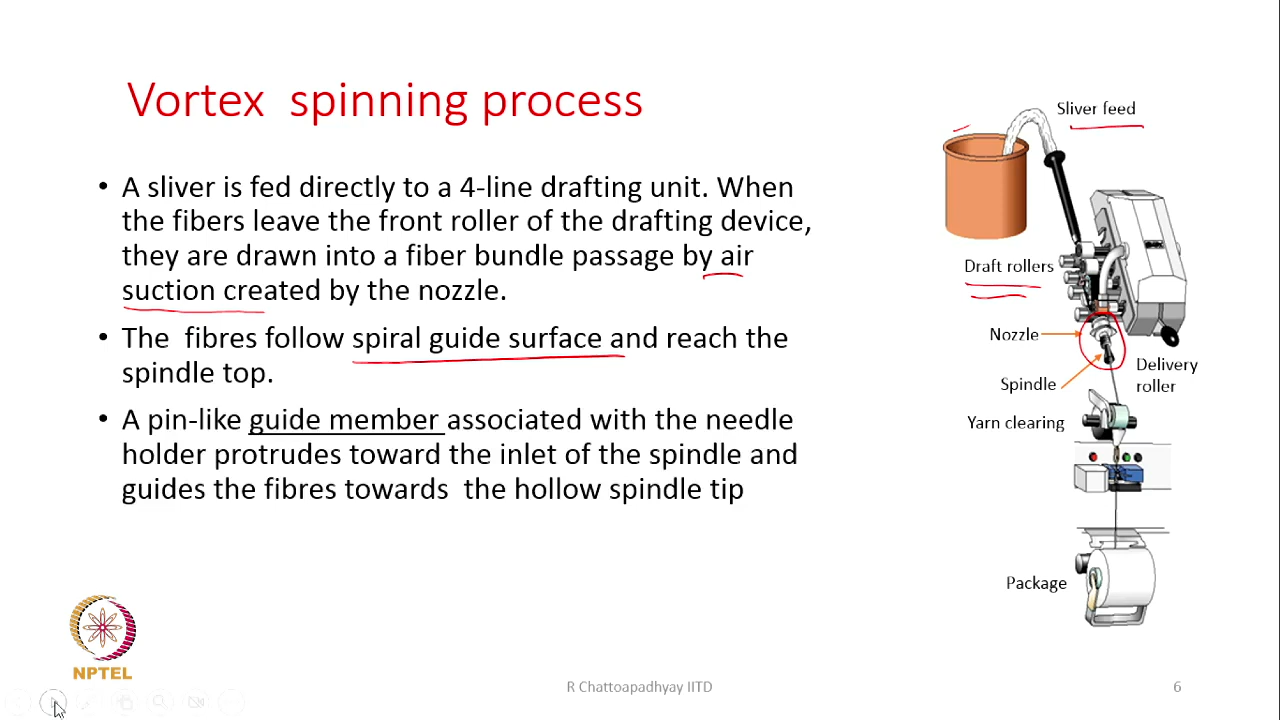 Vortex spinning process
• A sliver is fed directly to a 4-line drafting unit. When
the fibers leave the front roller of the drafting device,
they are drawn into a fiber bundle passage by air
suction created by the nozzle.
• The fibres follow spiral guide surface and reach the
spindle top.
• A pin-like guide member associated with the needle
holder protrudes toward the inlet of the spindle and
guides the fibres towards the hollow spindle tip
Sliver feed
Draft rollers
Nozzle
Delivery
roller
Spindle
Yarn clearing
Package
NPTEL
R Chattoapadhyay IITD
6